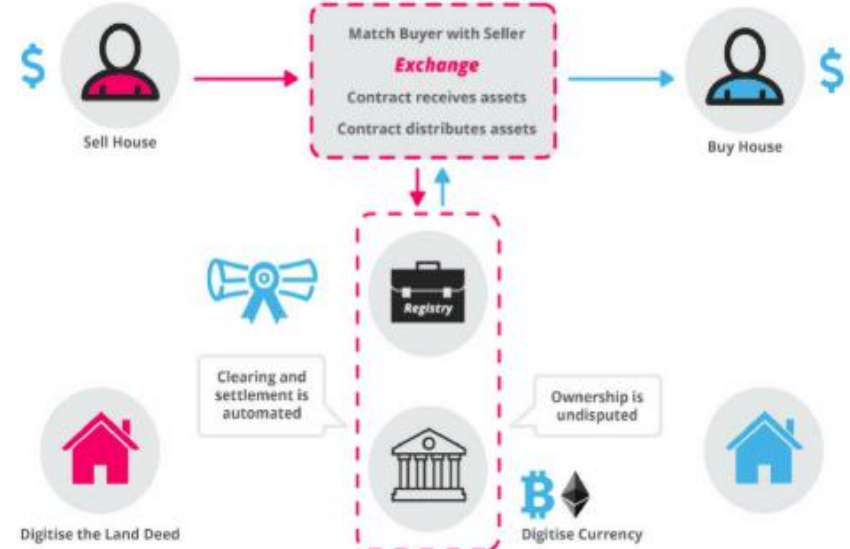 Match Buyer with Seller
Exchange
Contract receives assets
Contract distributes assets
$
$
Sell House
Buy House
Registry
Clearing and
settlement is
automated
Ownership is
undisputed
Digitise the Land Deed
Digitise Currency